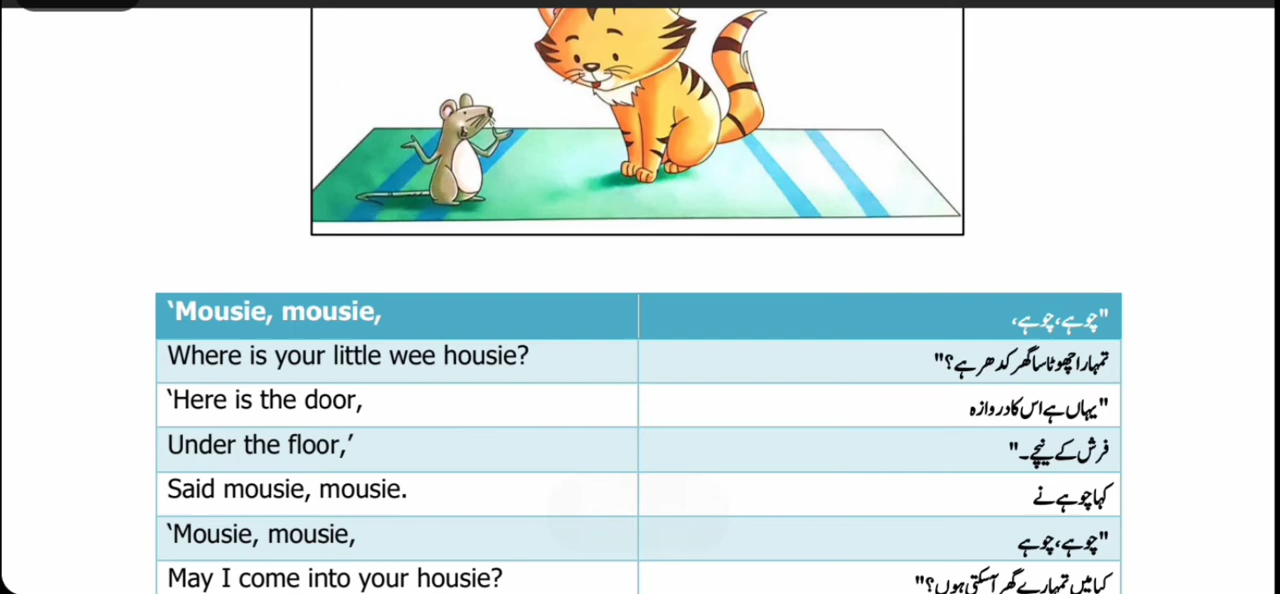 ‘Mousie, mousie,
"چوہے، چوہے،
Where is your little wee housie?
تمہارا چھوٹا سا گھر کدھر ہے؟"
‘Here is the door,
"یہاں ہے اس کا دروازہ
Under the floor,’
فرش کے نیچے۔"
Said mousie, mousie.
کہا چوہے نے
‘Mousie, mousie,
"چوہے، چوہے
May I come into your housie?
کیا میں تمہارے گھر آ سکتی ہوں؟"